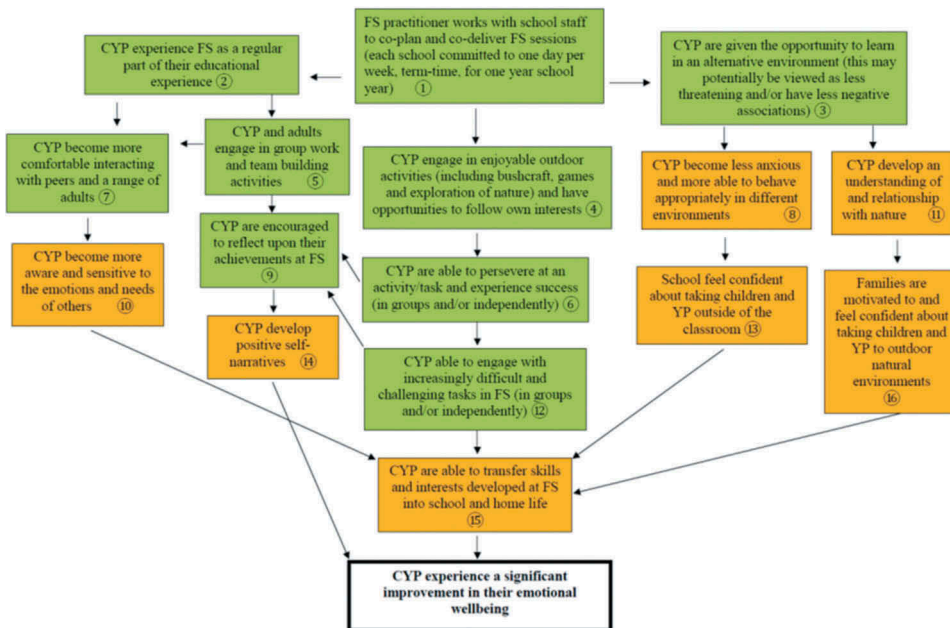 FS practitioner works with school staff
to co-plan and co-deliver FS sessions
(each school committed to one day per
week, term-time, for one year school
year) ①
CYP experience FS as a regular
part of their educational
experience ②
CYP are given the opportunity to learn
in an alternative environment (this may
potentially be viewed as less
threatening and/or have less negative
associations) ③
CYP become more
comfortable interacting
with peers and a range of
adults ⑦
CYP and adults
engage in group work
and team building
activities ⑤
CYP engage in enjoyable outdoor
activities (including bushcraft, games
and exploration of nature) and have
opportunities to follow own interests ④
CYP become less anxious
and more able to behave
appropriately in different
environments ⑧
CYP develop an
understanding of
and relationship
with nature ⑪
CYP become more
aware and sensitive to
the emotions and needs
of others ⑩
CYP are encouraged
to reflect upon their
achievements at FS
⑨
CYP are able to persevere at an
activity/task and experience success
(in groups and/or independently) ⑥
School feel confident
about taking children and
YP outside of the
classroom ⑬
Families are
motivated to and
feel confident about
taking children and
YP to outdoor
natural
environments
⑯
CYP develop
positive self-
narratives ⑭
CYP able to engage with
increasingly difficult and
challenging tasks in FS (in groups
and/or independently) ⑫
CYP are able to transfer skills
and interests developed at FS
into school and home life
⑮
CYP experience a significant
improvement in their emotional
wellbeing